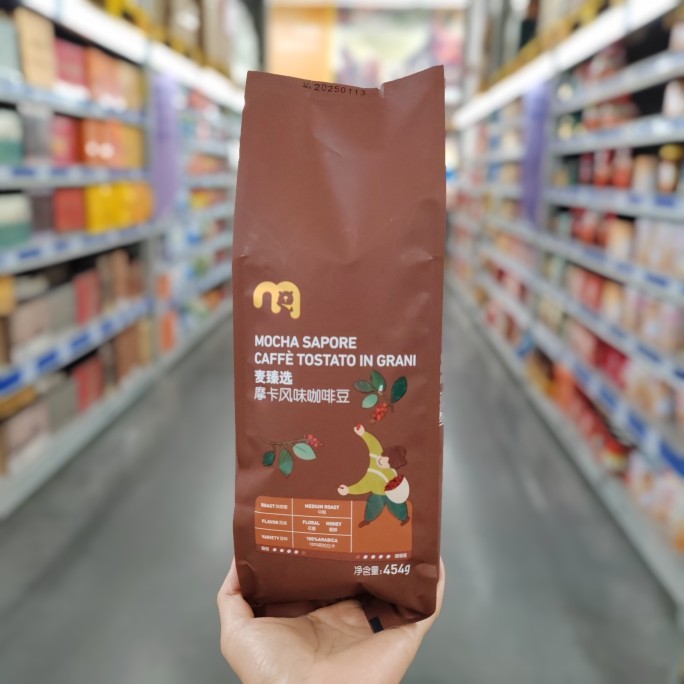 20250113
MOCHA SAPORE
CAFFÈ TOSTATO IN GRANI
麦臻选
摩卡风味咖啡豆
ROAST MEDIUM ROAST
FLAVOR FLORAL HONEY
VARIETY 100%ARABICA
净含量:454g